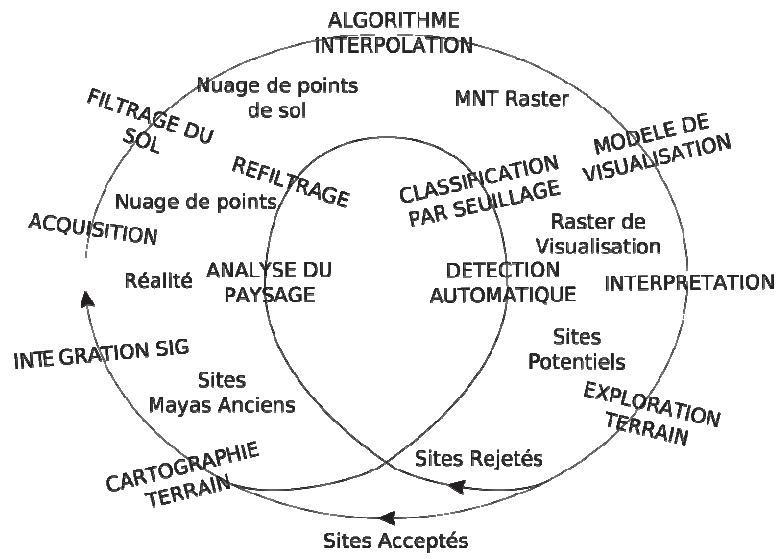 ALGORITHME
INTERPOLATION
Nuage de points
de sol
MNT Raster
FILTRAGE DU
SOL
MODELE DE
VISUALISATION
REFILTRAGE
CLASSIFICATION
PAR SEUILLAGE
Nuage de points
ACQUISITION
Raster de
Visualisation
Réalité
ANALYSE DU
PAYSAGE
DETECTION
AUTOMATIQUE
INTERPRETATION
INTEGRATION SIG
Sites
Potentiels
Sites
Mayas Anciens
EXPLORATION
TERRAIN
CARTOGRAPHIE
TERRAIN
Sites Rejetés
Sites Acceptés